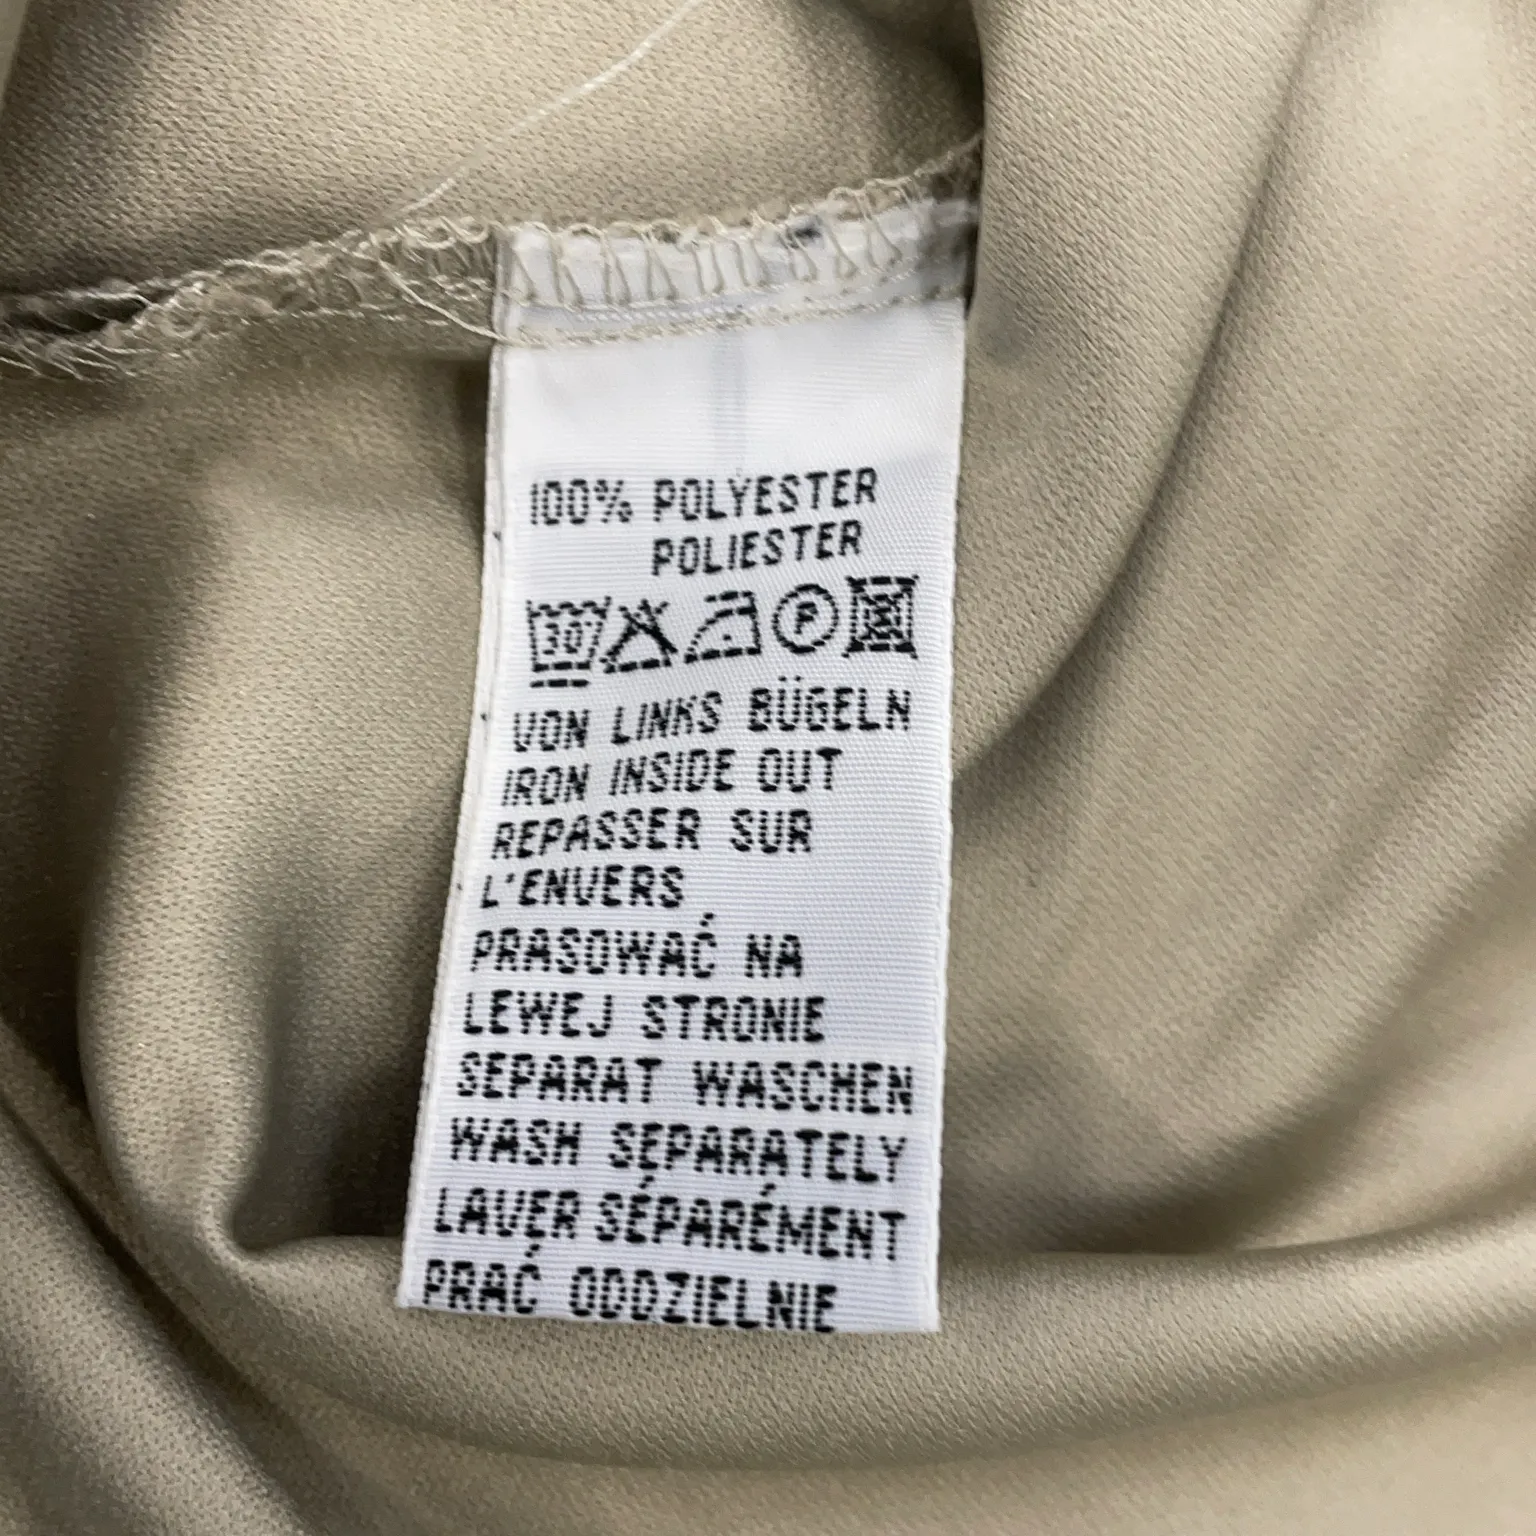 100% POLYESTER
POLIESTER
30° P
VON LINKS BÜGELN
IRON INSIDE OUT
REPASSER SUR
L'ENVERS
PRASOWAĆ NA
LEWEJ STRONIE
SEPARAT WASCHEN
WASH SEPARATELY
LAVER SÉPARÉMENT
PRAĆ ODDZIELNIE